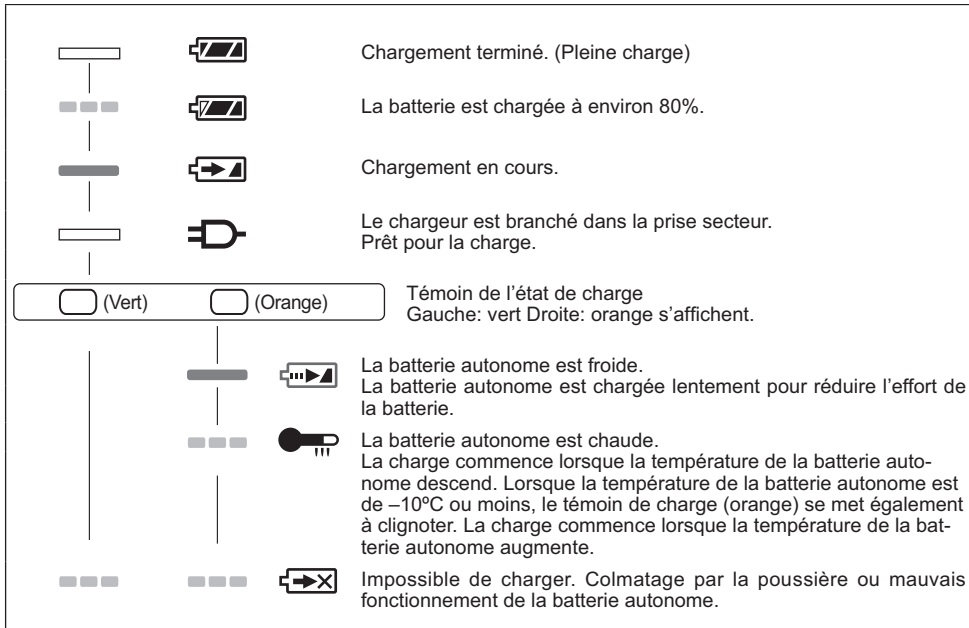 Chargement terminé. (Pleine charge)
La batterie est chargée à environ 80%.
Chargement en cours.
Le chargeur est branché dans la prise secteur.
Prêt pour la charge.
(Vert) (Orange)
Témoin de l’état de charge
Gauche: vert Droite: orange s’affichent.
La batterie autonome est froide.
La batterie autonome est chargée lentement pour réduire l’effort de
la batterie.
La batterie autonome est chaude.
La charge commence lorsque la température de la batterie auto-
nome descend. Lorsque la température de la batterie autonome est
de –10ºC ou moins, le témoin de charge (orange) se met également
à clignoter. La charge commence lorsque la température de la bat-
terie autonome augmente.
Impossible de charger. Colmatage par la poussière ou mauvais
fonctionnement de la batterie autonome.